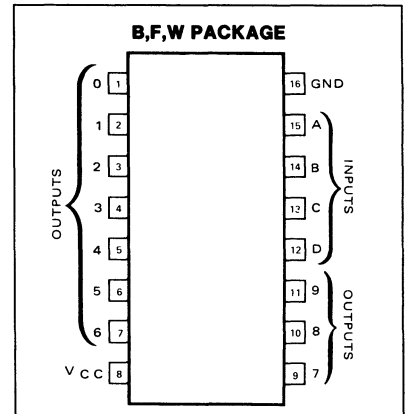 B,F,W PACKAGE
0 1
1 2
2 3
3 4
4 5
5 6
6 7
VCC 8
OUTPUTS
16 GND
15 A
14 B
13 C
12 D
INPUTS
11 9
10 8
9 7
OUTPUTS